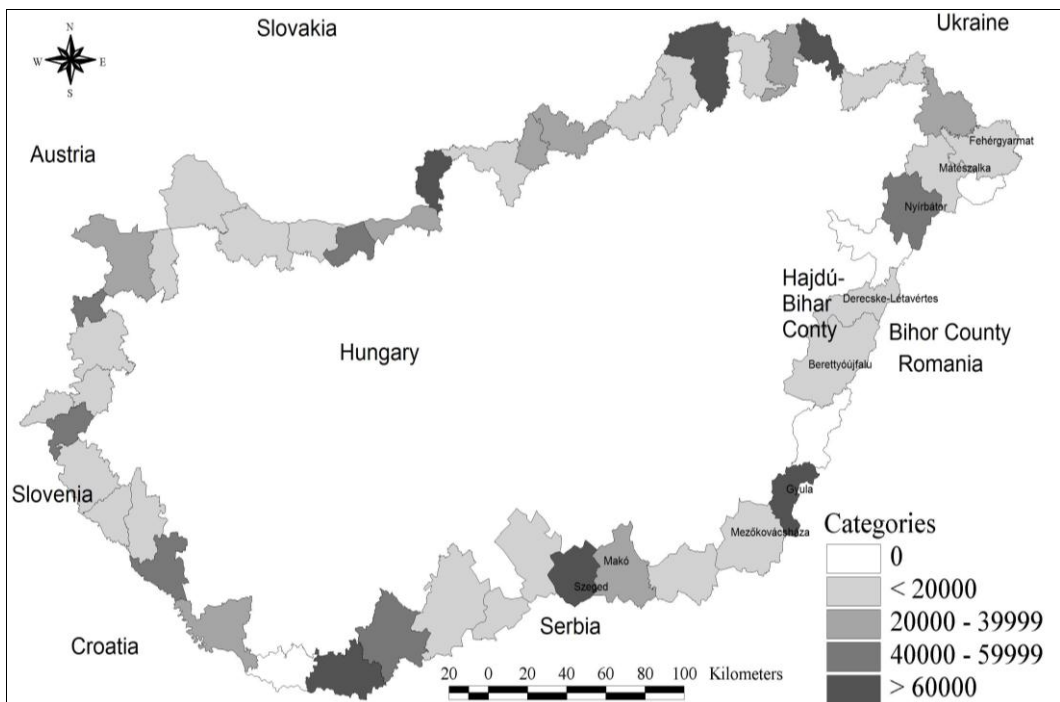 Slovakia
Ukraine
N
W E
S
Austria
Fehérgyarmat
Mátészalka
Nyírbátor
Hajdú-
Bihar
Conty
Derecske-Létavértes
Bihor County
Romania
Hungary
Berettyóújfalu
Slovenia
Gyula
Mezőkovácsháza
Makó
Szeged
Serbia
Croatia
Categories
0
< 20000
20000 - 39999
40000 - 59999
> 60000
20 0 20 40 60 80 100 Kilometers